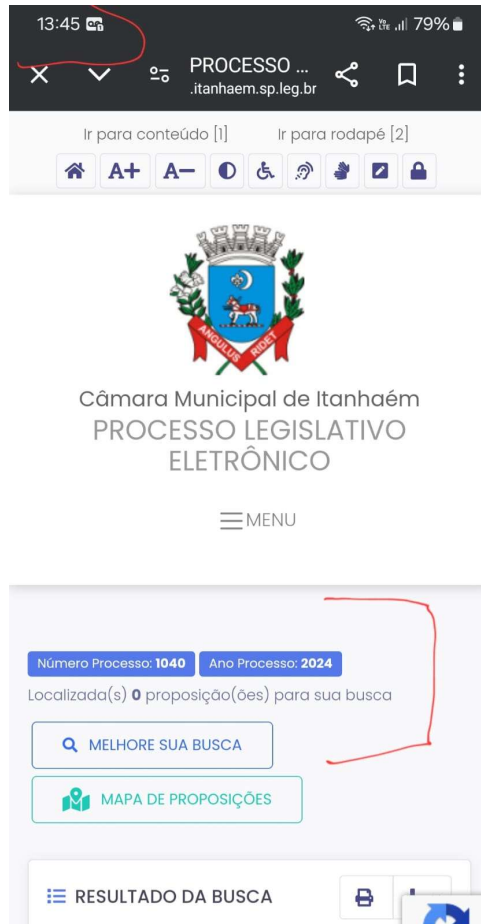 13:45
79%
PROCESSO ...
.itanhaem.sp.leg.br
Ir para conteúdo [1] Ir para rodapé [2]
A+ A−
ANGULUS RIDET
Câmara Municipal de Itanhaém
PROCESSO LEGISLATIVO
ELETRÔNICO
MENU
Número Processo: 1040 Ano Processo: 2024
Localizada(s) 0 proposição(ões) para sua busca
MELHORE SUA BUSCA
MAPA DE PROPOSIÇÕES
RESULTADO DA BUSCA